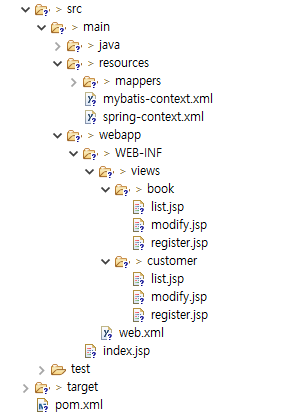 > src
> main
> java
> resources
> mappers
mybatis-context.xml
spring-context.xml
> webapp
> WEB-INF
> views
> book
list.jsp
modify.jsp
register.jsp
> customer
list.jsp
modify.jsp
register.jsp
web.xml
index.jsp
> test
> target
pom.xml